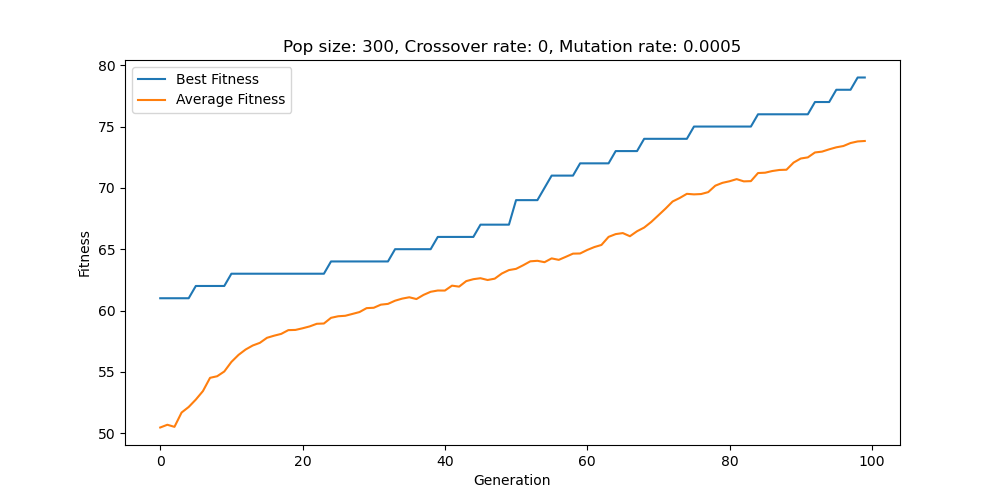 Pop size: 300, Crossover rate: 0, Mutation rate: 0.0005
Best Fitness
Average Fitness
80
75
70
65
60
55
50
Fitness
0 20 40 60 80 100
Generation